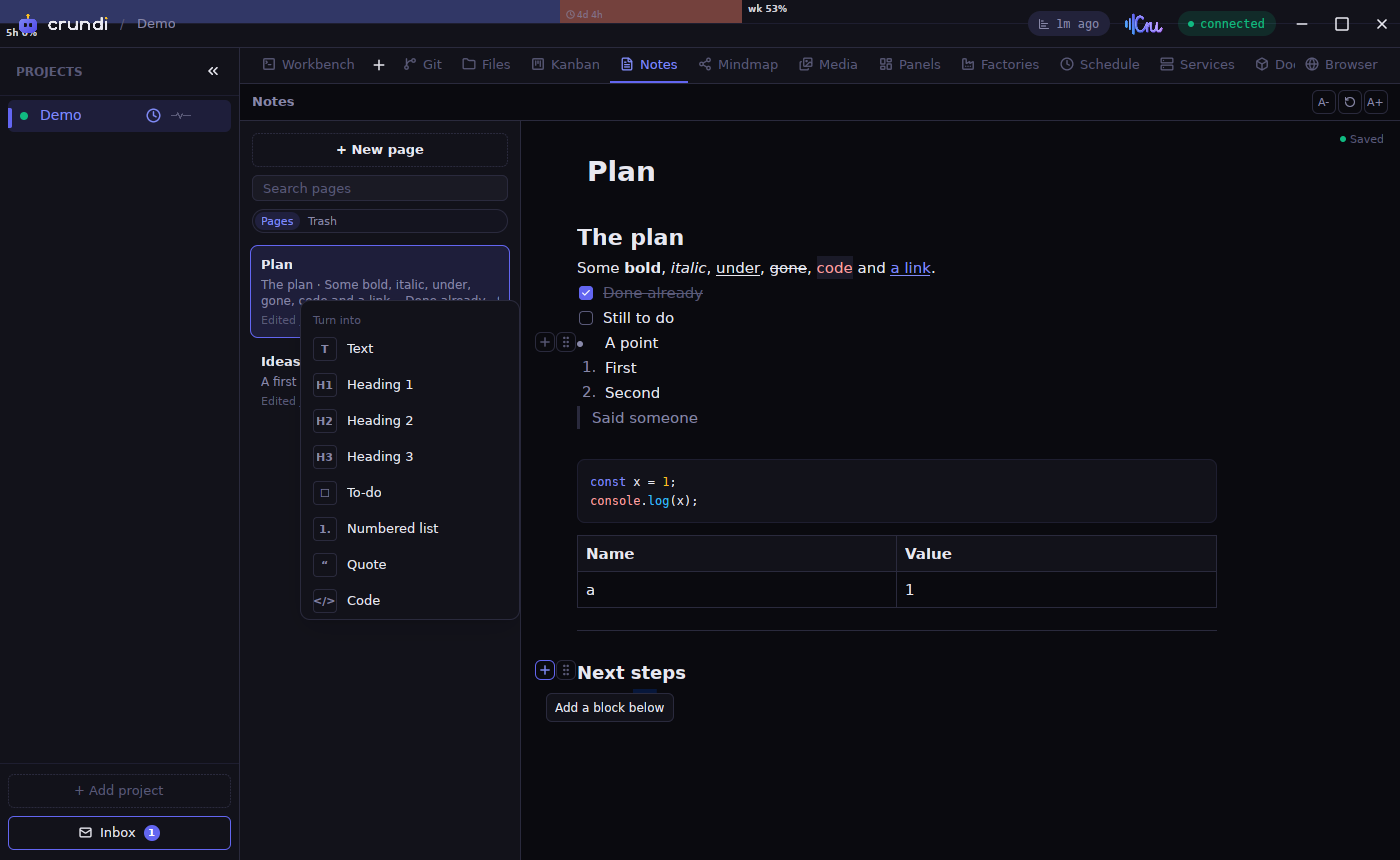 4d 4h
wk 53%
5h 0%
crundi / Demo
1m ago
connected
PROJECTS
Workbench
Git
Files
Kanban
Notes
Mindmap
Media
Panels
Factories
Schedule
Services
Doc
Browser
Demo
Notes
A-
A+
+ New page
Search pages
Pages
Trash
Plan
The plan · Some bold, italic, under,
gone, code and a link. · Done already
Edited
Ideas
A first
Edited
Turn into
T Text
H1 Heading 1
H2 Heading 2
H3 Heading 3
To-do
1. Numbered list
“ Quote
</> Code
Saved
Plan
The plan
Some bold, italic, under, gone, code and a link.
Done already
Still to do
A point
1. First
2. Second
Said someone
const x = 1;
console.log(x);
Name Value
a 1
Next steps
Add a block below
+ Add project
Inbox 1